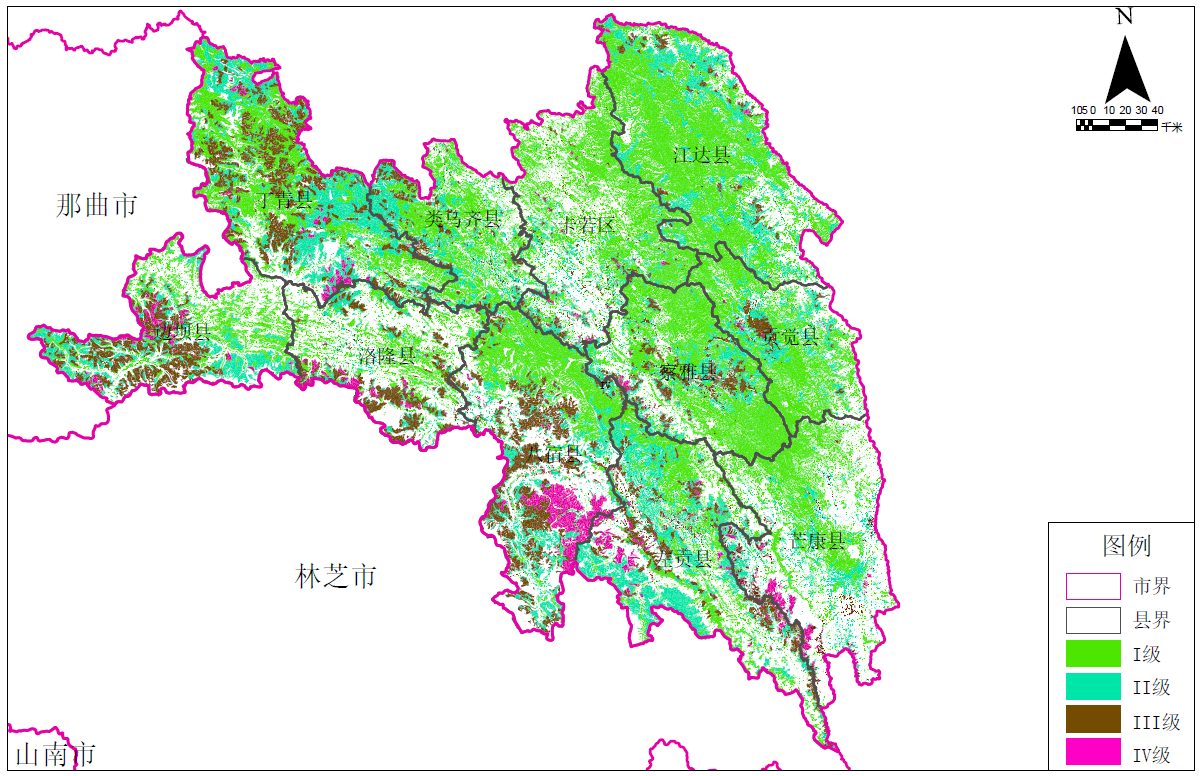 N
105 0 10 20 30 40
千米
江达县
那曲市
丁青县
类乌齐县
卡若区
边坝县
贡觉县
洛隆县
察雅县
八宿县
芒康县
左贡县
林芝市
山南市
图例
市界
县界
I级
II级
III级
IV级